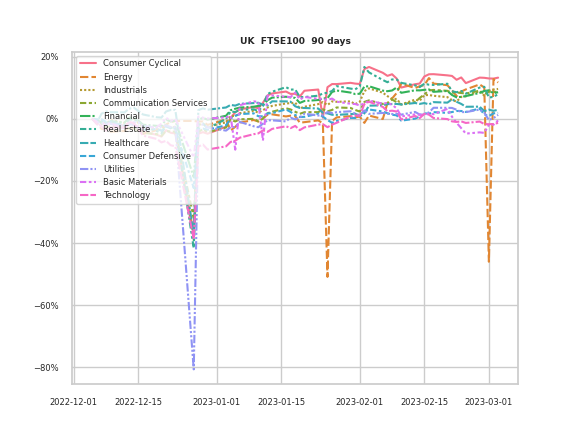 UK FTSE100 90 days
20%
0%
−20%
−40%
−60%
−80%
Consumer Cyclical
Energy
Industrials
Communication Services
Financial
Real Estate
Healthcare
Consumer Defensive
Utilities
Basic Materials
Technology
2022-12-01 2022-12-15 2023-01-01 2023-01-15 2023-02-01 2023-02-15 2023-03-01